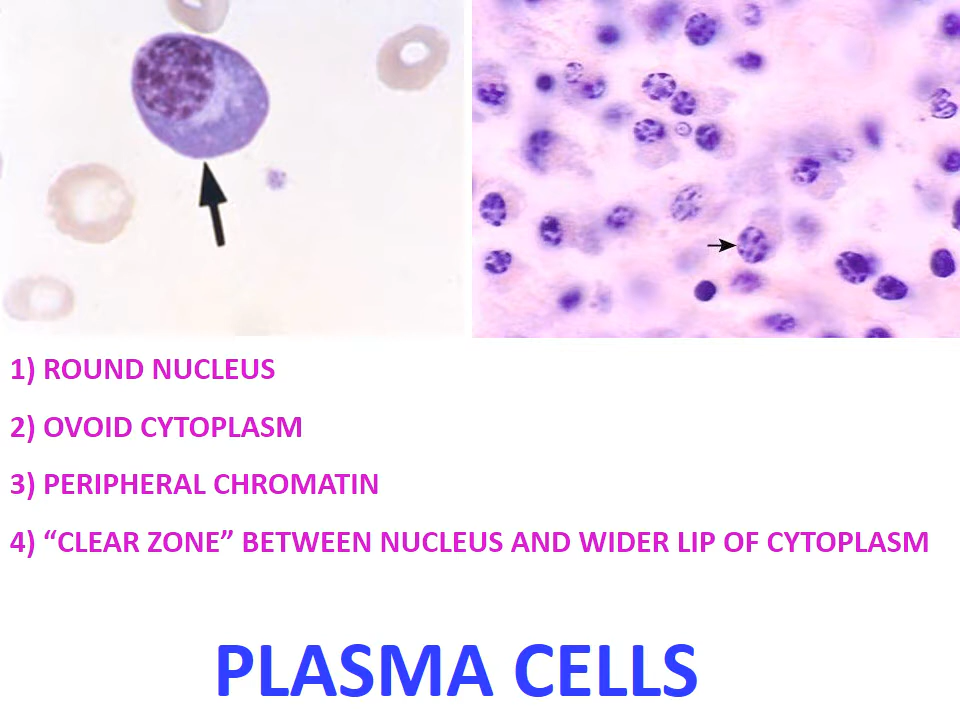 1) ROUND NUCLEUS
2) OVOID CYTOPLASM
3) PERIPHERAL CHROMATIN
4) “CLEAR ZONE” BETWEEN NUCLEUS AND WIDER LIP OF CYTOPLASM
PLASMA CELLS